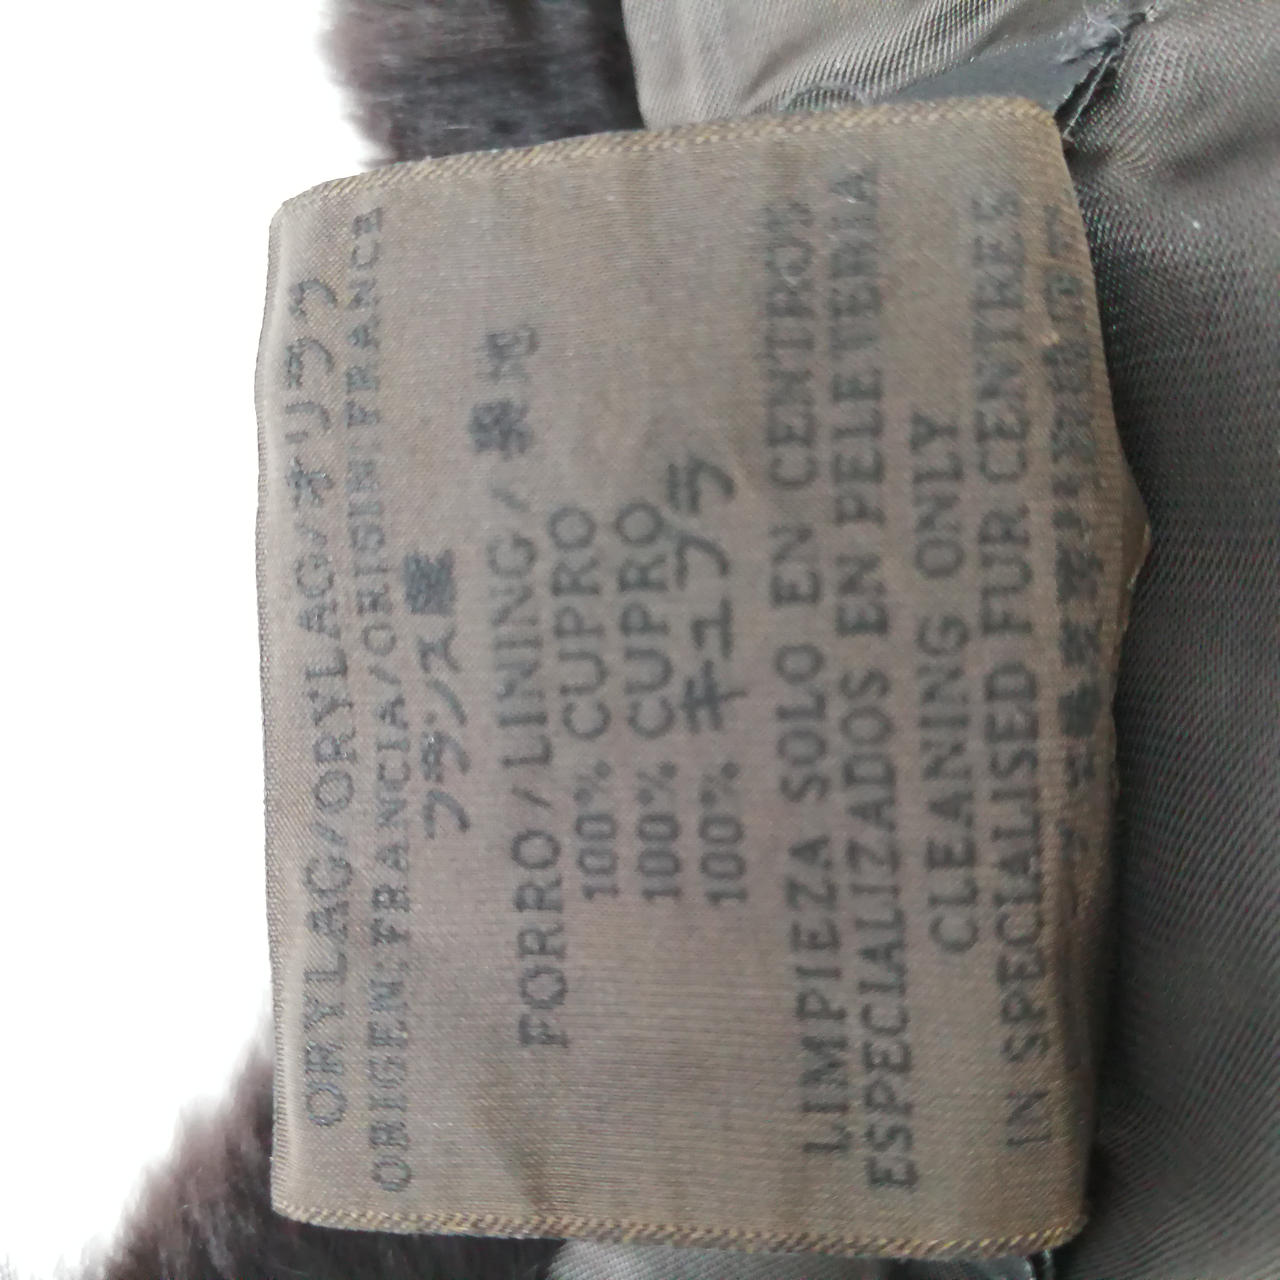 ORYLAG/ORYLAG/オリラグ
ORIGEN:FRANCIA/ORIGIN:FRANCE
フランス産
FORRO/LINING/裏地
100% CUPRO
100% CUPRO
100% キュプラ
LIMPIEZA SOLO EN CENTROS
ESPECIALIZADOS EN PELETERIA
CLEANING ONLY
IN SPECIALISED FUR CENTRES